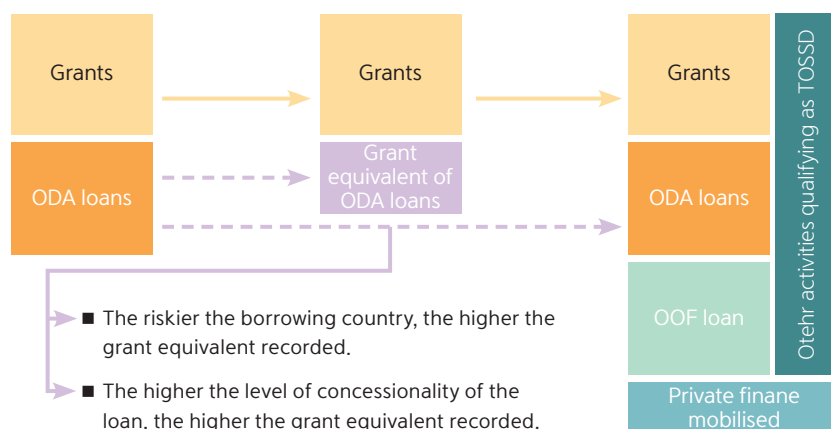 Grants
Grants
Grants
Otehr activities qualifying as TOSSD
ODA loans
Grant
equivalent of
ODA loans
ODA loans
OOF loan
■ The riskier the borrowing country, the higher the
grant equivalent recorded.
■ The higher the level of concessionality of the
loan, the higher the grant equivalent recorded.
Private finane
mobilised